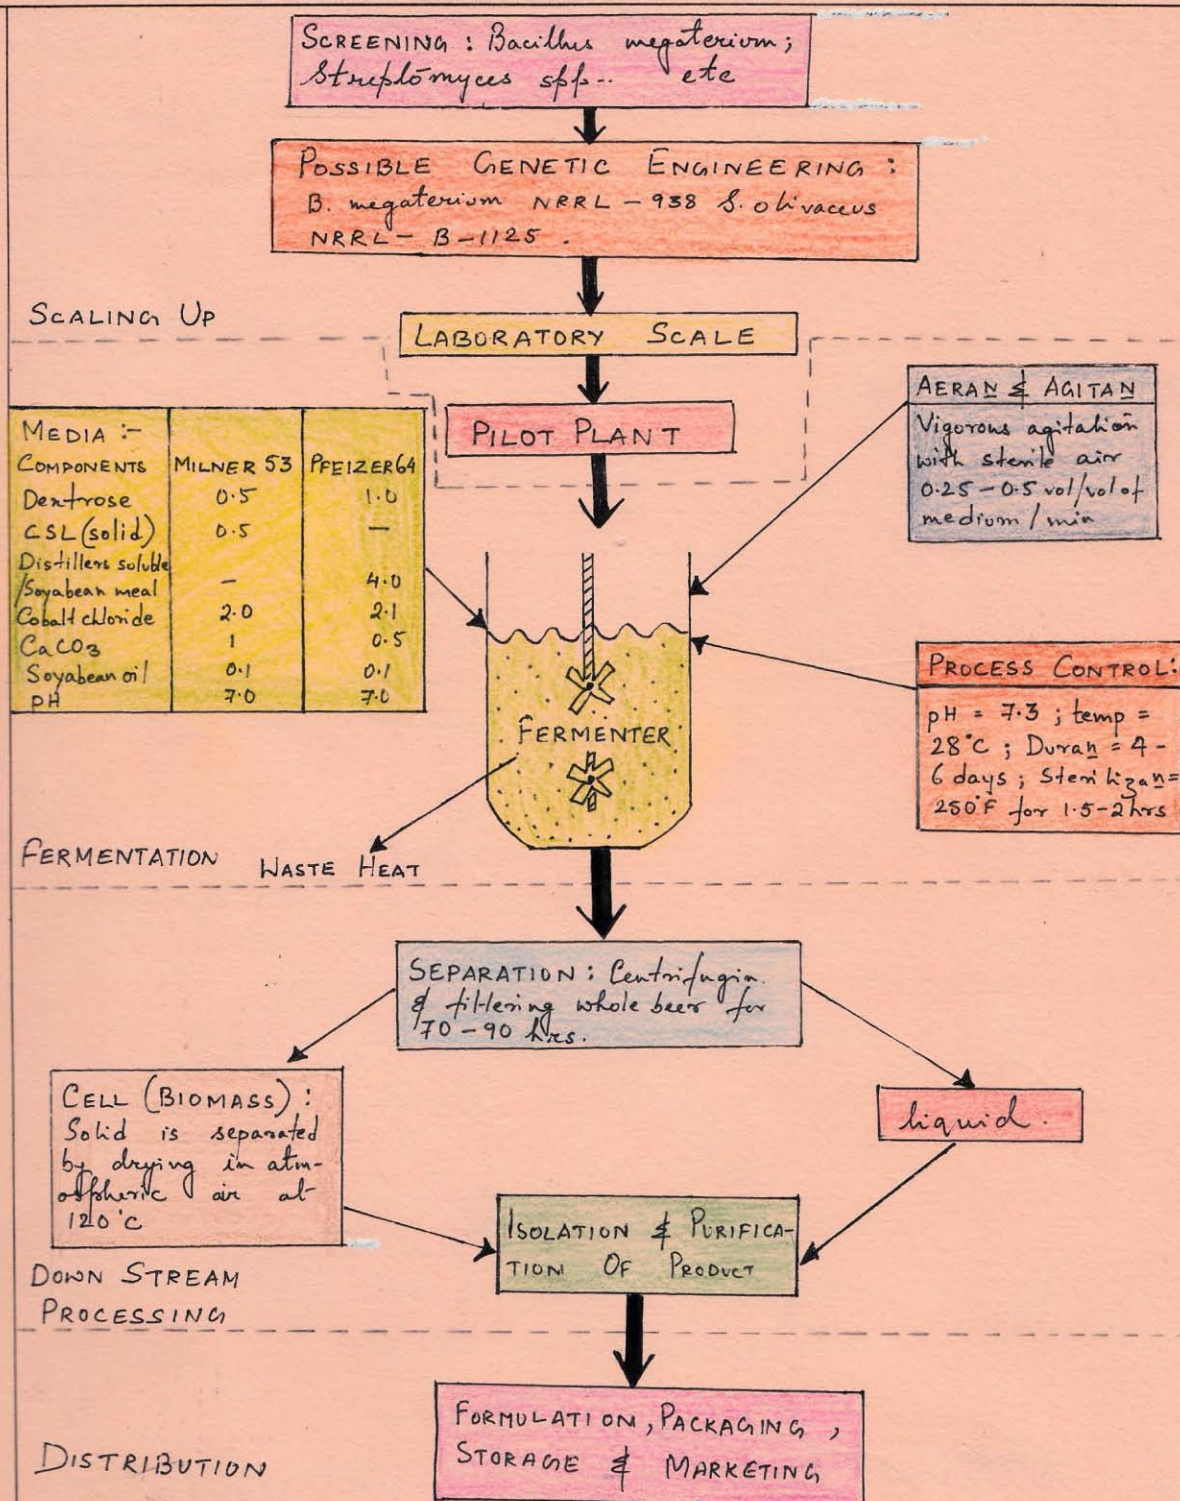 SCREENING : Bacillus megaterium;
Streptomyces spp.. etc
POSSIBLE GENETIC ENGINEERING :
B. megaterium NRRL - 938 S. olivaceus
NRRL - B-1125 .
SCALING UP
LABORATORY SCALE
PILOT PLANT
MEDIA :-
COMPONENTS MILNER 53 PFEIZER 64
Dextrose 0.5 1.0
CSL (solid) 0.5 —
Distillers soluble
/Soyabean meal — 4.0
Cobalt chloride 2.0 2.1
CaCO3 1 0.5
Soyabean oil 0.1 0.1
PH 7.0 7.0
AERAN & AGITAN
Vigorous agitation
with sterile air
0.25 - 0.5 vol/vol of
medium / min
FERMENTER
PROCESS CONTROL:
pH = 7.3 ; temp =
28°C ; Duran = 4 -
6 days ; Sterilizan =
250°F for 1.5-2 hrs
FERMENTATION
WASTE HEAT
SEPARATION : Centrifugin.
& filtering whole beer for
70 - 90 hrs.
CELL (BIOMASS) :
Solid is separated
by drying in atm-
ospheric air at
120°C
liquid .
ISOLATION & PURIFICA-
TION OF PRODUCT
DOWN STREAM
PROCESSING
FORMULATION, PACKAGING ,
STORAGE & MARKETING
DISTRIBUTION